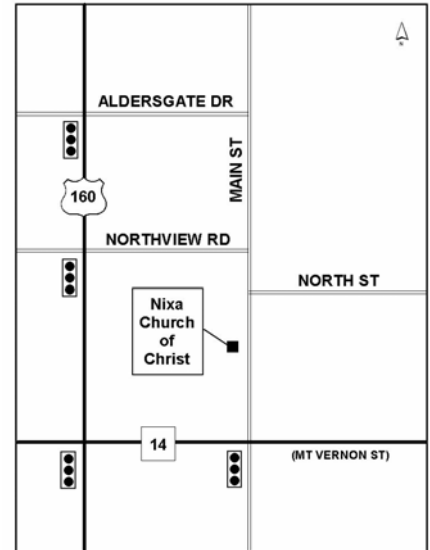 N
ALDERSGATE DR
MAIN ST
160
NORTHVIEW RD
NORTH ST
Nixa
Church
of
Christ
14
(MT VERNON ST)